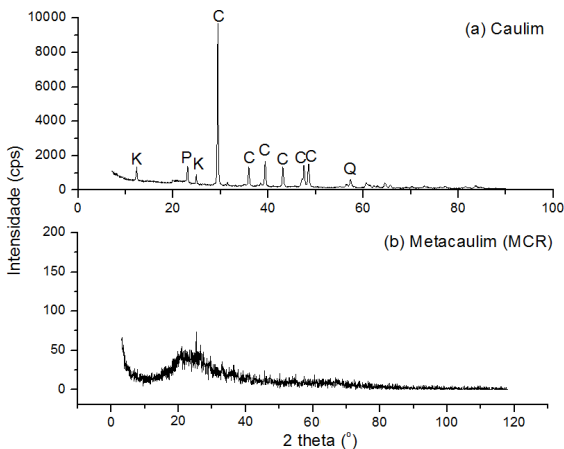 (a) Caulim
C
K
P
K
C
C
C
C
C
Q
10000
8000
6000
4000
2000
0
0 20 40 60 80 100
Intensidade (cps)
(b) Metacaulim (MCR)
200
150
100
50
0
0 20 40 60 80 100 120
2 theta (°)